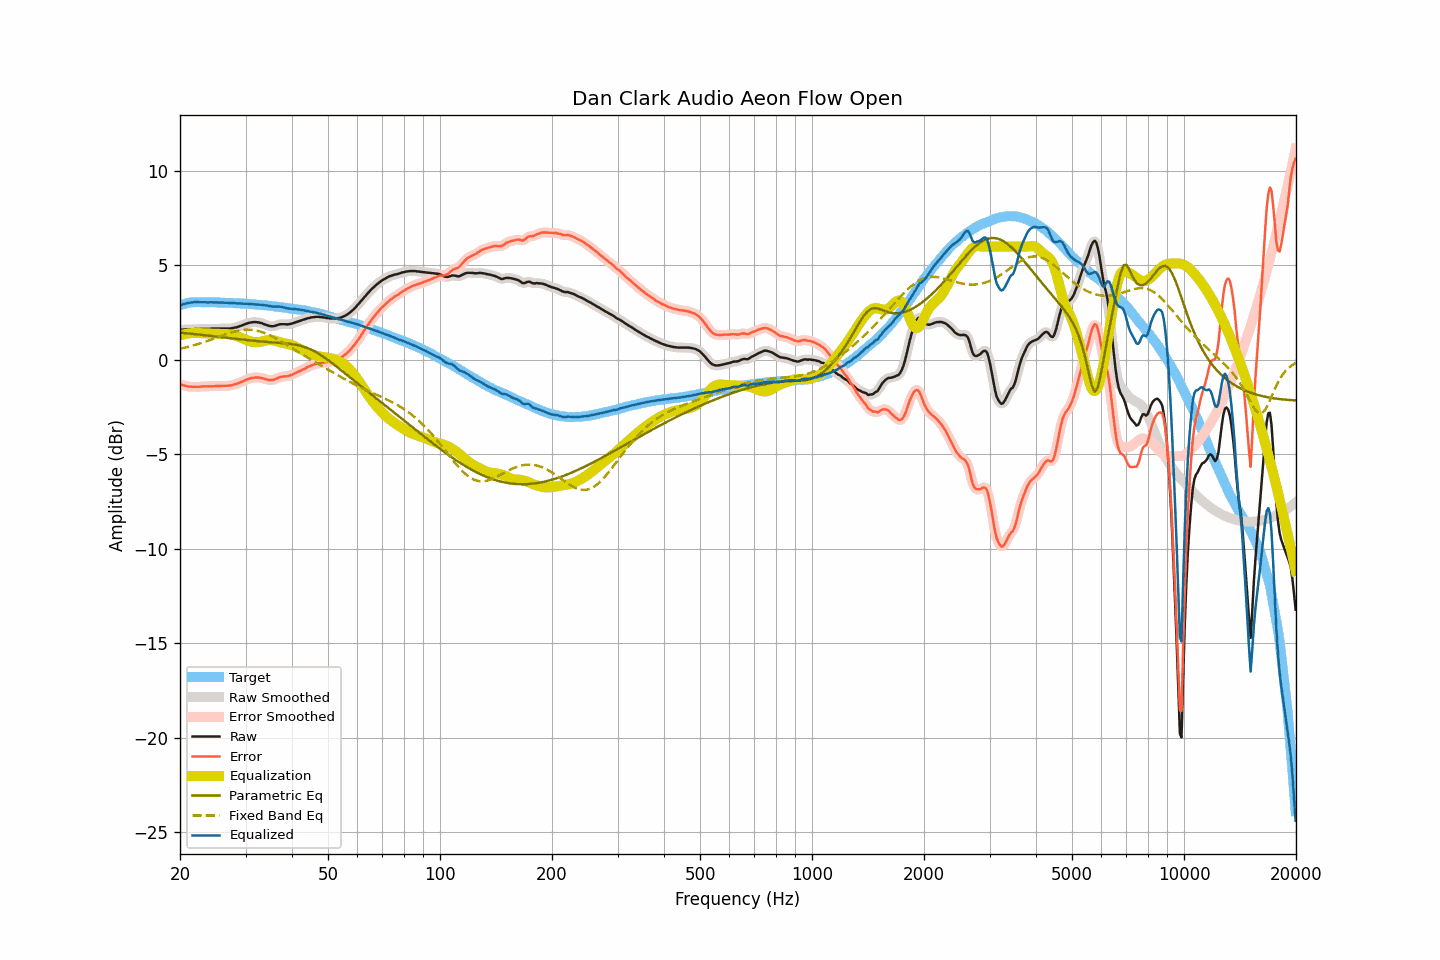 Dan Clark Audio Aeon Flow Open
10
5
0
−5
−10
−15
−20
−25
Amplitude (dBr)
Target
Raw Smoothed
Error Smoothed
Raw
Error
Equalization
Parametric Eq
Fixed Band Eq
Equalized
20 50 100 200 500 1000 2000 5000 10000 20000
Frequency (Hz)